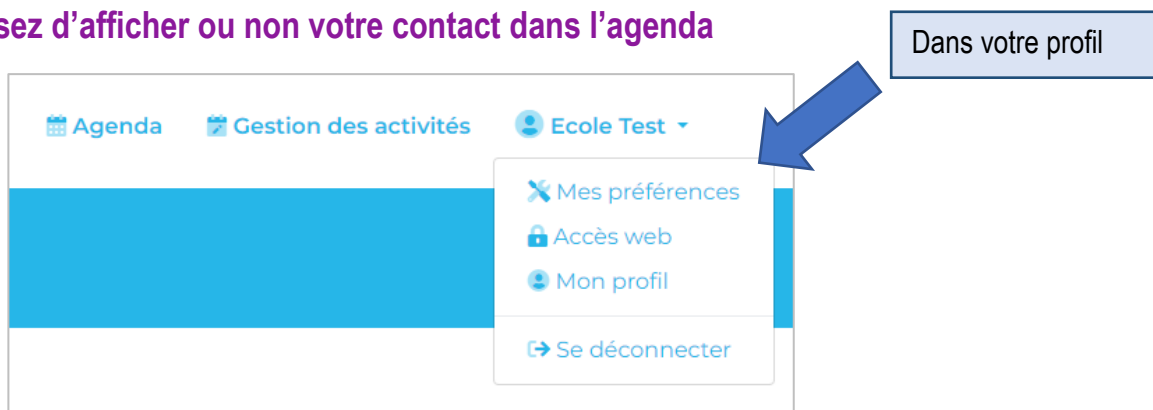 sez d’afficher ou non votre contact dans l’agenda
Dans votre profil
Agenda Gestion des activités Ecole Test
Mes préférences
Accès web
Mon profil
Se déconnecter